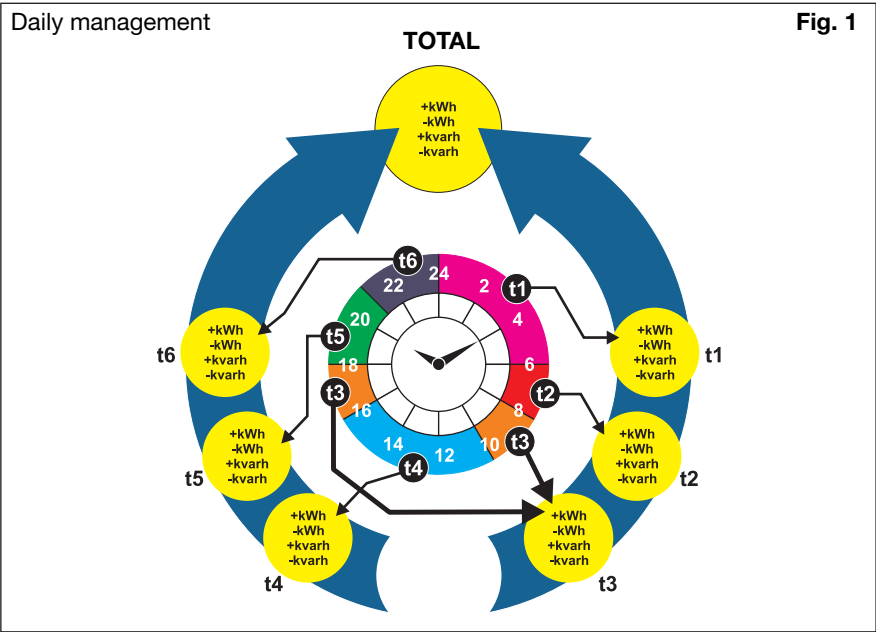 Daily management
Fig. 1
TOTAL
+kWh
-kWh
+kvarh
-kvarh
t6
24
2
t1
22
4
20
t5
6
18
t2
t3
8
16
10
t3
14
12
t4
+kWh
-kWh
+kvarh
-kvarh
t6
+kWh
-kWh
+kvarh
-kvarh
t1
+kWh
-kWh
+kvarh
-kvarh
t5
+kWh
-kWh
+kvarh
-kvarh
t2
+kWh
-kWh
+kvarh
-kvarh
t4
+kWh
-kWh
+kvarh
-kvarh
t3